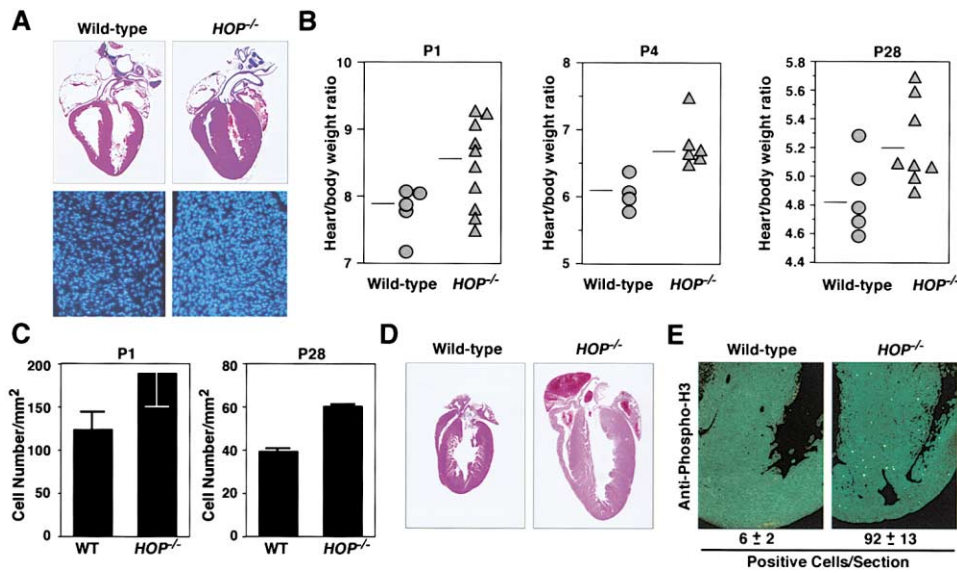 A
Wild-type HOP-/-
B
P1
Heart/body weight ratio
10
9
8
7
Wild-type HOP-/-
P4
Heart/body weight ratio
8
7
6
5
Wild-type HOP-/-
P28
Heart/body weight ratio
5.8
5.6
5.4
5.2
5.0
4.8
4.6
4.4
Wild-type HOP-/-
C
P1
Cell Number/mm2
200
150
100
50
0
WT HOP-/-
P28
Cell Number/mm2
80
60
40
20
0
WT HOP-/-
D
Wild-type HOP-/-
E
Wild-type HOP-/-
Anti-Phospho-H3
6 ± 2 92 ± 13
Positive Cells/Section